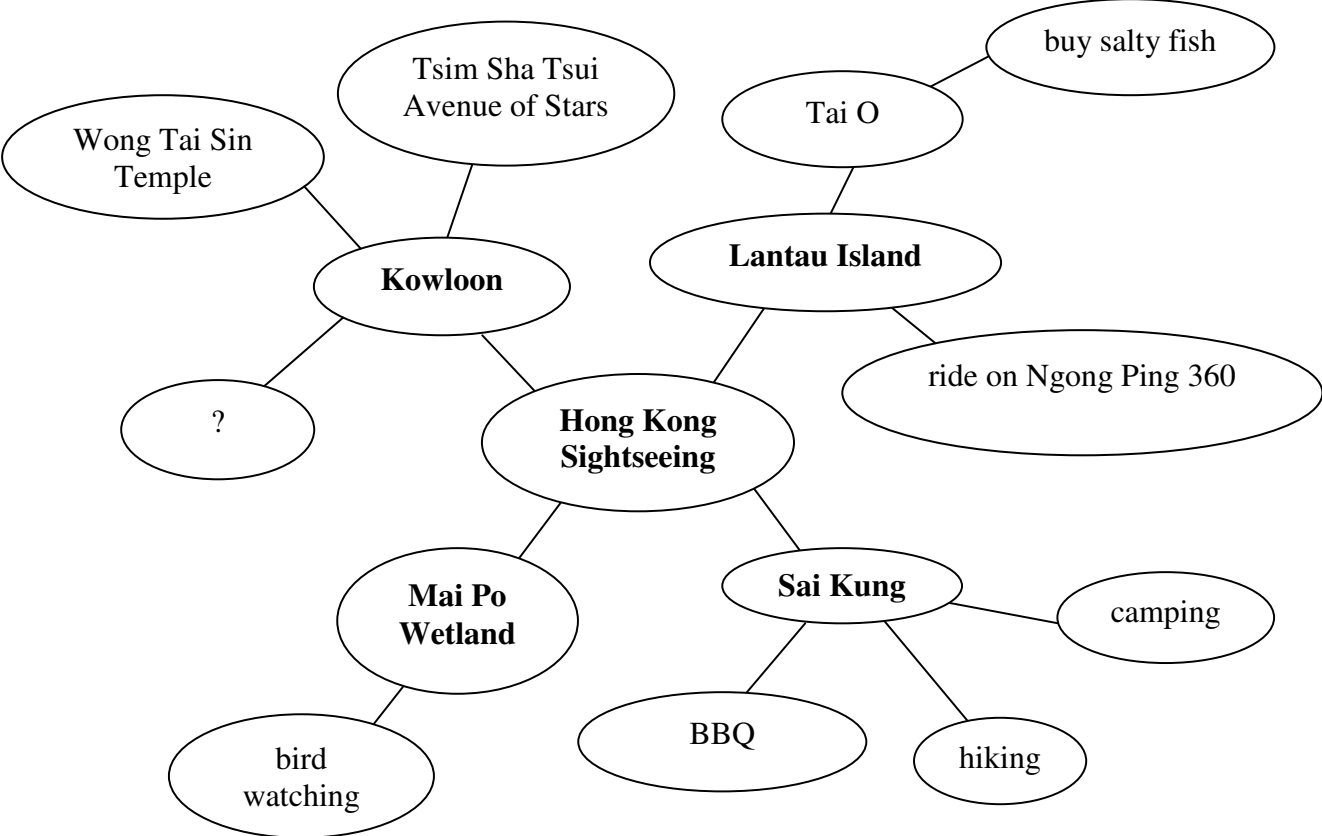 buy salty fish
Tsim Sha Tsui
Avenue of Stars
Tai O
Wong Tai Sin
Temple
Lantau Island
Kowloon
ride on Ngong Ping 360
?
Hong Kong
Sightseeing
Mai Po
Wetland
Sai Kung
camping
BBQ
hiking
bird
watching